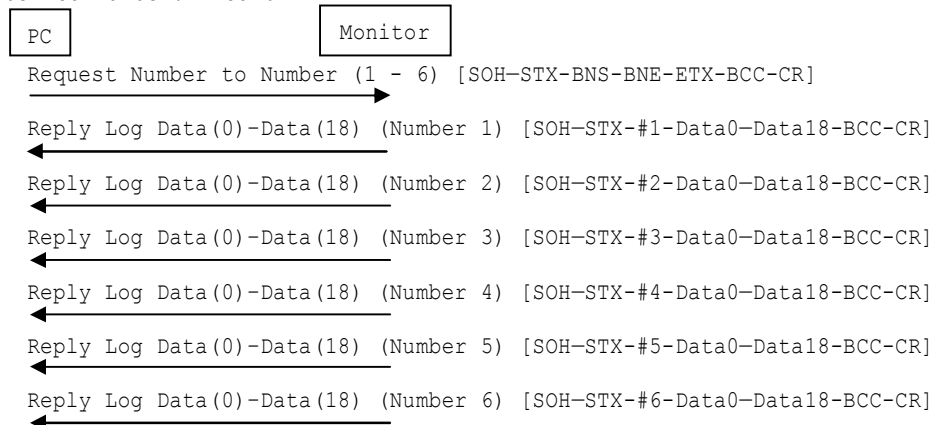 PC Monitor
Request Number to Number (1 - 6) [SOH—STX-BNS-BNE-ETX-BCC-CR]
Reply Log Data(0)–Data(18) (Number 1) [SOH—STX-#1-Data0—Data18-BCC-CR]
Reply Log Data(0)–Data(18) (Number 2) [SOH—STX-#2-Data0—Data18-BCC-CR]
Reply Log Data(0)–Data(18) (Number 3) [SOH—STX-#3-Data0—Data18-BCC-CR]
Reply Log Data(0)–Data(18) (Number 4) [SOH—STX-#4-Data0—Data18-BCC-CR]
Reply Log Data(0)–Data(18) (Number 5) [SOH—STX-#5-Data0—Data18-BCC-CR]
Reply Log Data(0)–Data(18) (Number 6) [SOH—STX-#6-Data0—Data18-BCC-CR]